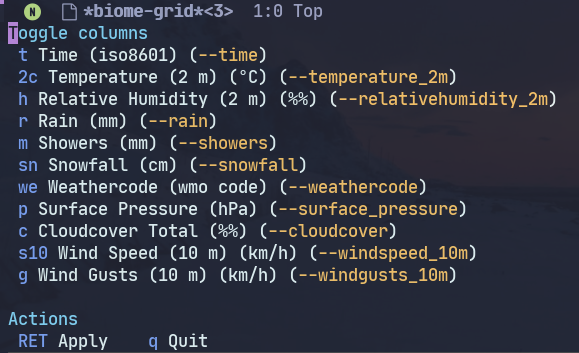 N *biome-grid*<3> 1:0 Top
Toggle columns
t Time (iso8601) (--time)
2c Temperature (2 m) (°C) (--temperature_2m)
h Relative Humidity (2 m) (%%) (--relativehumidity_2m)
r Rain (mm) (--rain)
m Showers (mm) (--showers)
sn Snowfall (cm) (--snowfall)
we Weathercode (wmo code) (--weathercode)
p Surface Pressure (hPa) (--surface_pressure)
c Cloudcover Total (%%) (--cloudcover)
s10 Wind Speed (10 m) (km/h) (--windspeed_10m)
g Wind Gusts (10 m) (km/h) (--windgusts_10m)
Actions
RET Apply q Quit